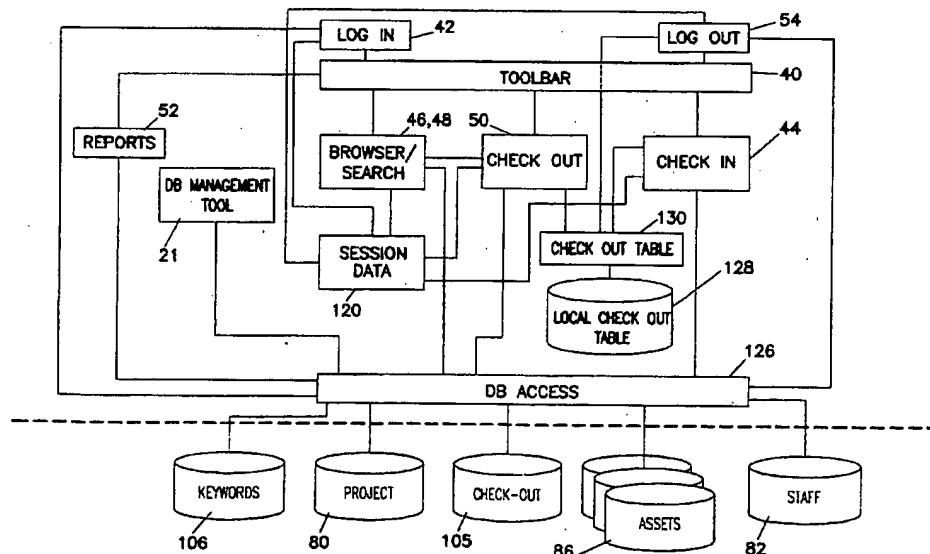 LOG IN
42
LOG OUT
54
TOOLBAR
40
52
REPORTS
46,48
BROWSER/
SEARCH
50
CHECK OUT
44
CHECK IN
DB MANAGEMENT
TOOL
21
SESSION
DATA
120
130
CHECK OUT TABLE
128
LOCAL CHECK OUT
TABLE
126
DB ACCESS
KEYWORDS
106
PROJECT
80
CHECK-OUT
105
ASSETS
86
STAFF
82